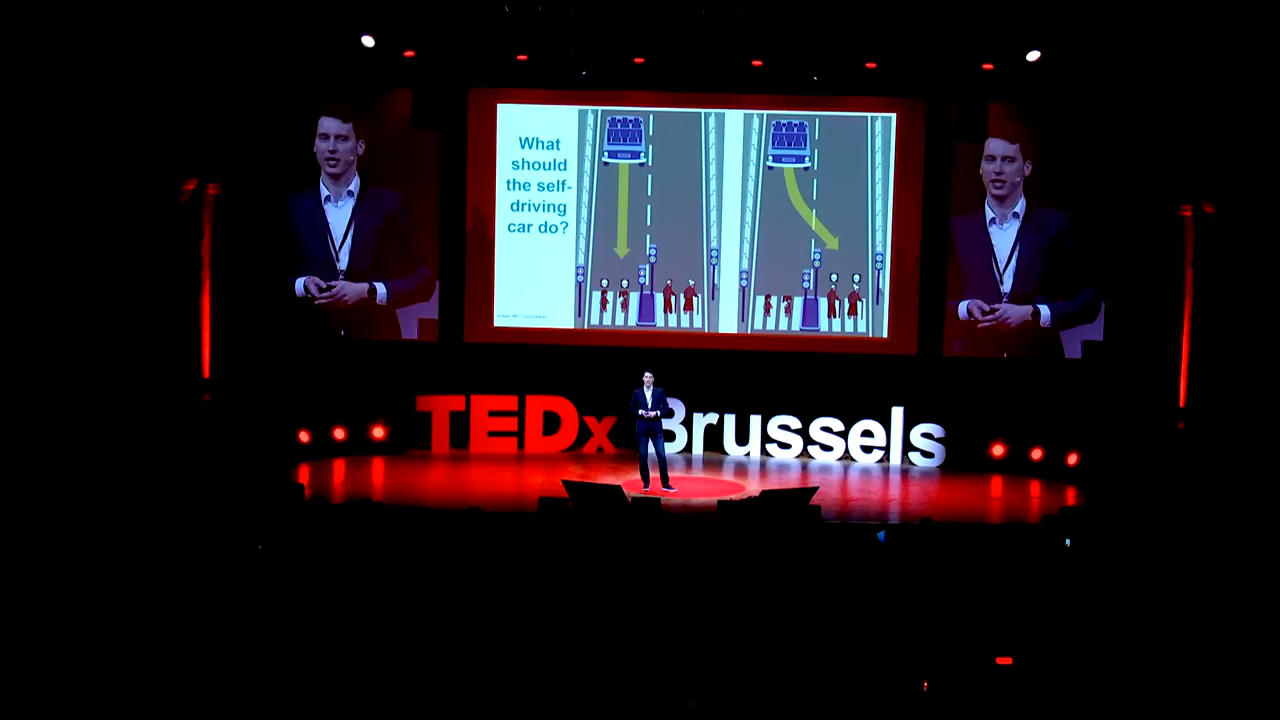 What
should
the self-
driving
car do?
TEDx Brussels